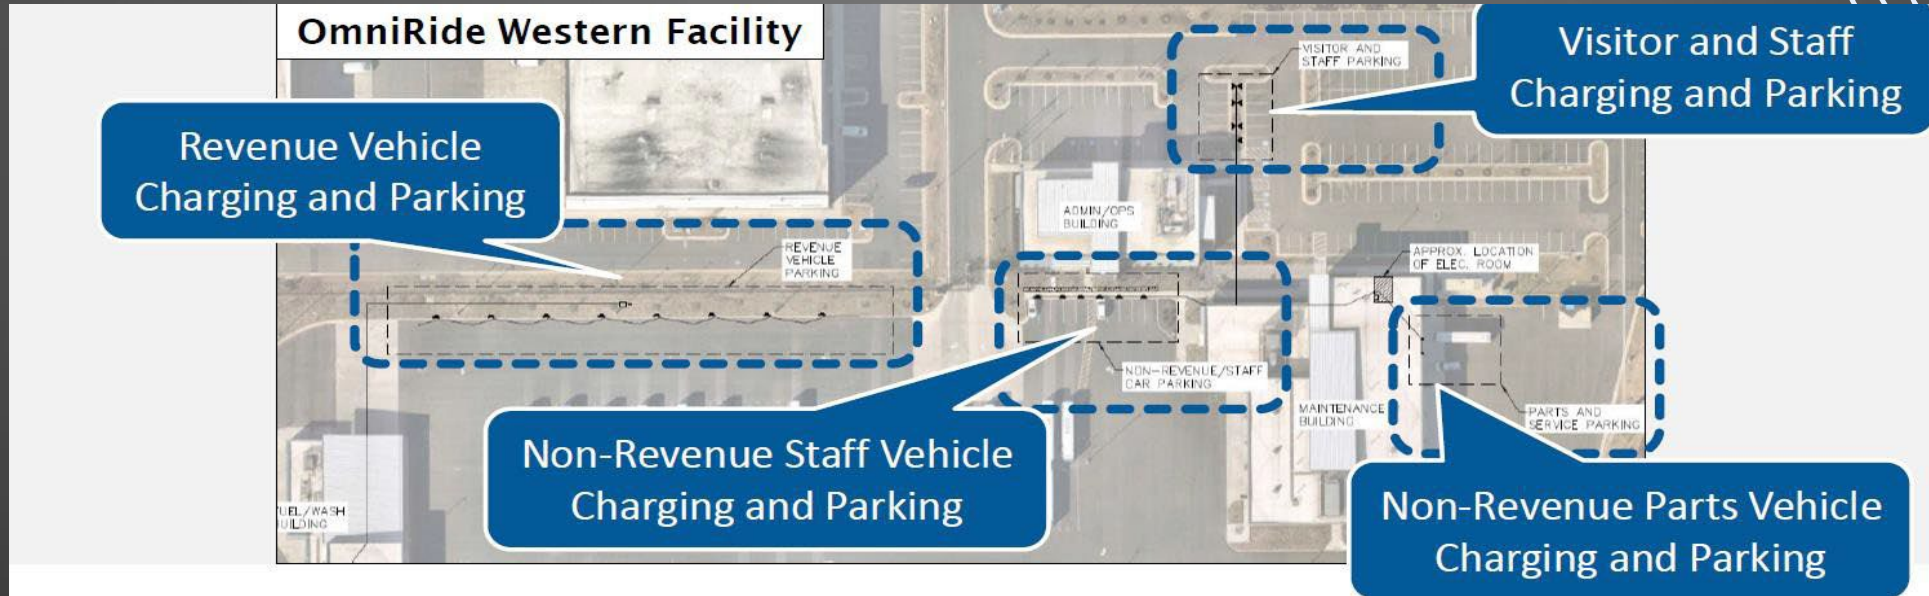 OmniRide Western Facility
VISITOR AND
STAFF PARKING
Visitor and Staff
Charging and Parking
Revenue Vehicle
Charging and Parking
ADMIN/OPS
BUILDING
REVENUE
VEHICLE
PARKING
APPROX. LOCATION
OF ELEC. ROOM
NON-REVENUE/STAFF
CAR PARKING
MAINTENANCE
BUILDING
PARTS AND
SERVICE PARKING
Non-Revenue Staff Vehicle
Charging and Parking
Non-Revenue Parts Vehicle
Charging and Parking
UEL/WASH
UILDING